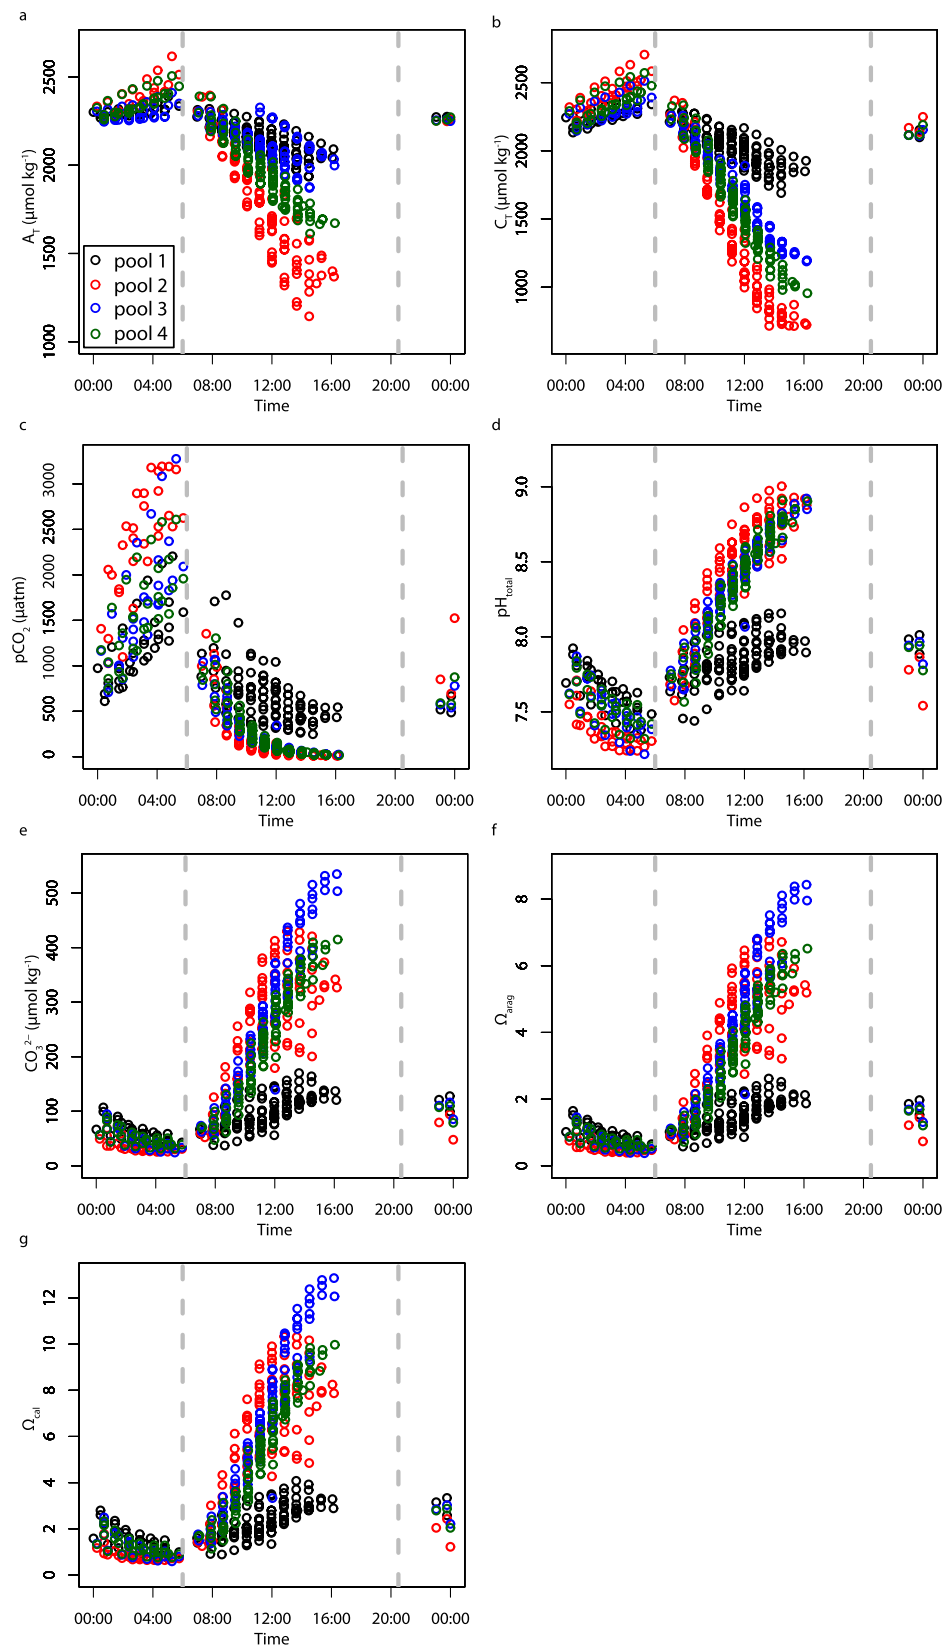 a
b
2500
2000
1500
1000
A_T (µmol kg⁻¹)
pool 1
pool 2
pool 3
pool 4
00:00 04:00 08:00 12:00 16:00 20:00 00:00
Time
2500
2000
1500
1000
C_T (µmol kg⁻¹)
00:00 04:00 08:00 12:00 16:00 20:00 00:00
Time
c
d
3000
2500
2000
1500
1000
500
0
pCO₂ (µatm)
00:00 04:00 08:00 12:00 16:00 20:00 00:00
Time
9.0
8.5
8.0
7.5
pH_total
00:00 04:00 08:00 12:00 16:00 20:00 00:00
Time
e
f
500
400
300
200
100
0
CO₃²⁻ (µmol kg⁻¹)
00:00 04:00 08:00 12:00 16:00 20:00 00:00
Time
8
6
4
2
0
Ω_arag
00:00 04:00 08:00 12:00 16:00 20:00 00:00
Time
g
12
10
8
6
4
2
0
Ω_cal
00:00 04:00 08:00 12:00 16:00 20:00 00:00
Time